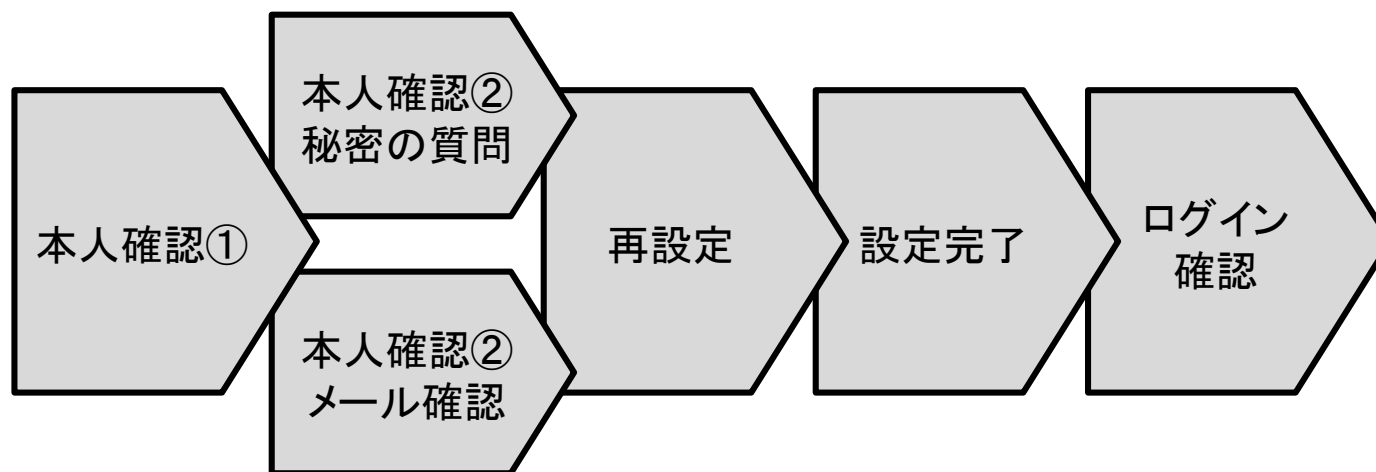 本人確認①
本人確認②
秘密の質問
本人確認②
メール確認
再設定
設定完了
ログイン
確認